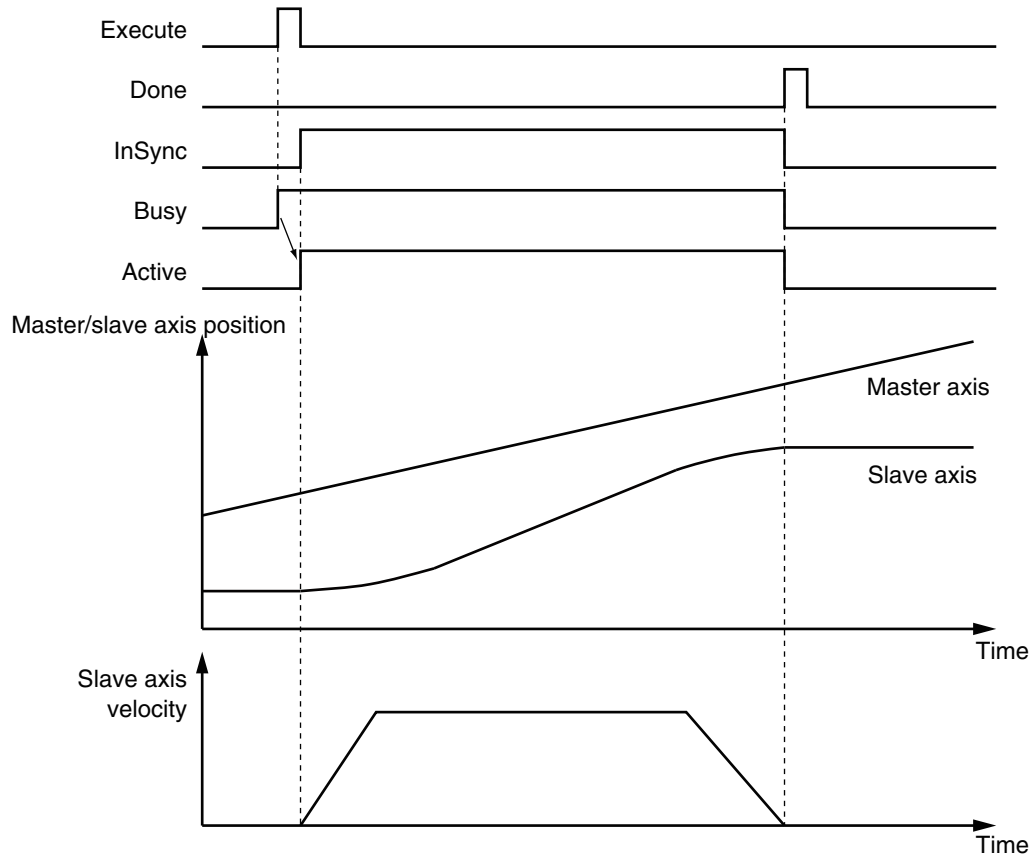 Execute
Done
InSync
Busy
Active
Master/slave axis position
Master axis
Slave axis
Time
Slave axis
velocity
Time